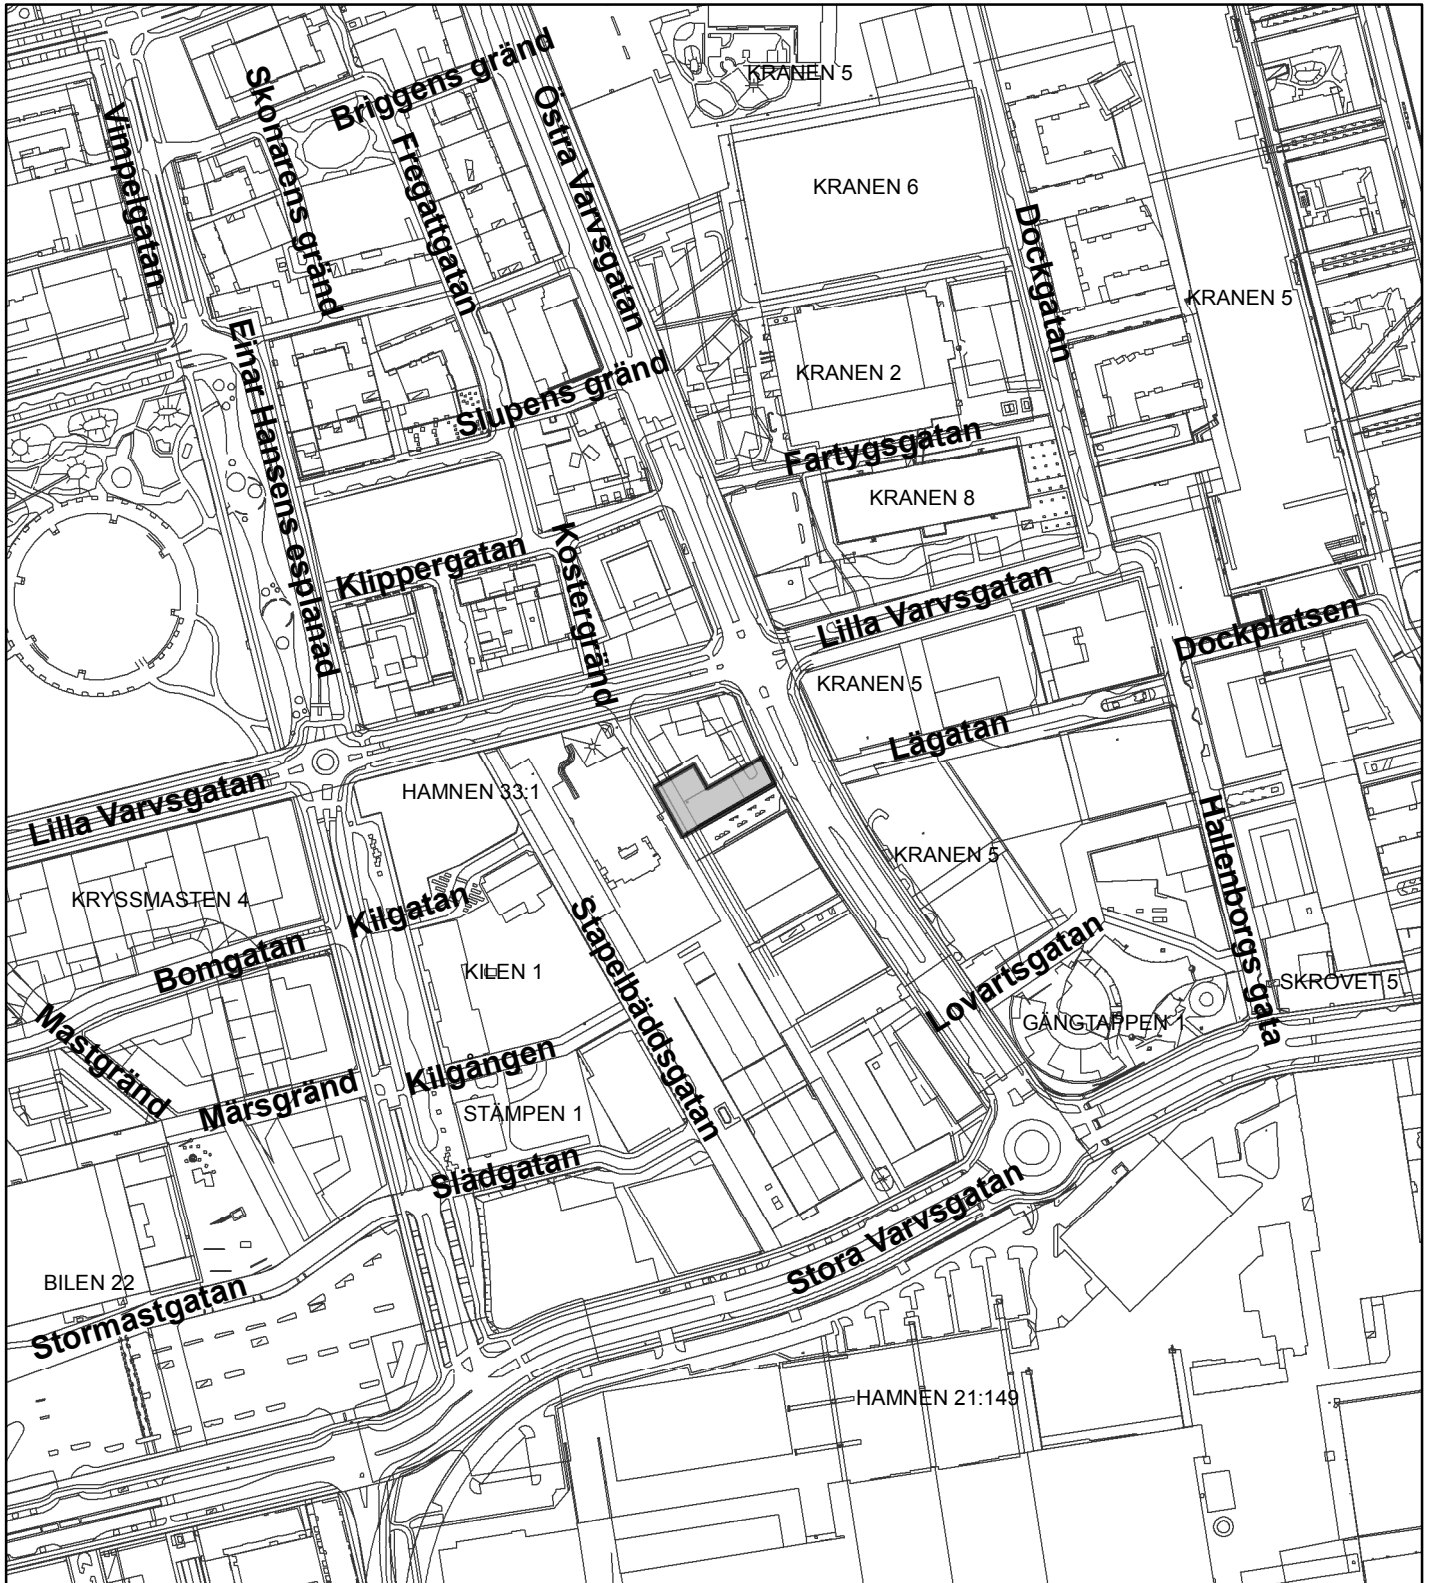 KRANEN 5
Briggens gränd
Skonarens gränd
Östra Varvsgatan
Vimpelgatan
Fregattgatan
KRANEN 6
Dockgatan
KRANEN 5
Einar Hansens esplanad
KRANEN 2
Slupens gränd
Fartygsgatan
KRANEN 8
Klippergatan
Kostergränd
Lilla Varvsgatan
Dockplatsen
KRANEN 5
Lägatan
Lilla Varvsgatan
HAMNEN 33:1
Hallenborgs gata
KRANEN 5
KRYSSMASTEN 4
Kilgatan
Stapelbäddsgatan
Bomgatan
KILEN 1
Lovartsgatan
SKROVET 5
GÄNGTAPPEN 1
Mastgränd
Kilgången
Märsgränd
STÄMPEN 1
Slädgatan
Stora Varvsgatan
BILEN 22
Stormastgatan
HAMNEN 21:149